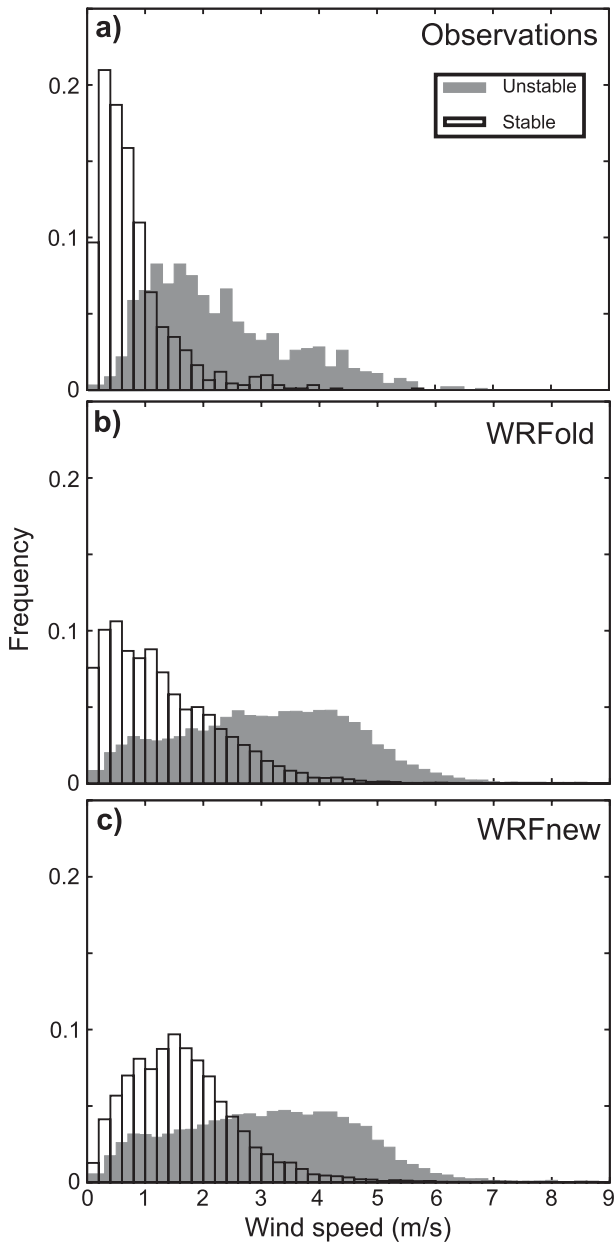 a)
Observations
Unstable
Stable
0.2
0.1
0
b)
WRFold
0.2
0.1
0
Frequency
c)
WRFnew
0.2
0.1
0
0 1 2 3 4 5 6 7 8 9
Wind speed (m/s)